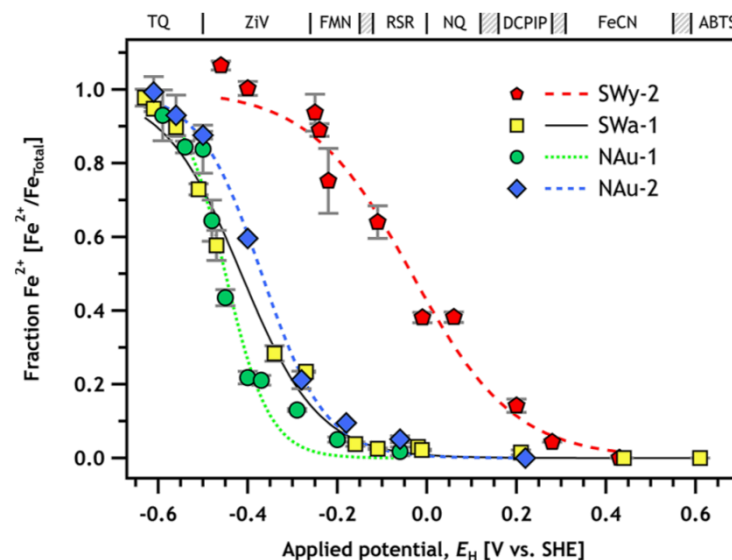 TQ ZiV FMN RSR NQ DCPIP FeCN ABTS
1.0
0.8
0.6
0.4
0.2
0.0
Fraction Fe2+ [Fe2+/FeTotal]
SWy-2
SWa-1
NAu-1
NAu-2
-0.6 -0.4 -0.2 0.0 0.2 0.4 0.6
Applied potential, EH [V vs. SHE]